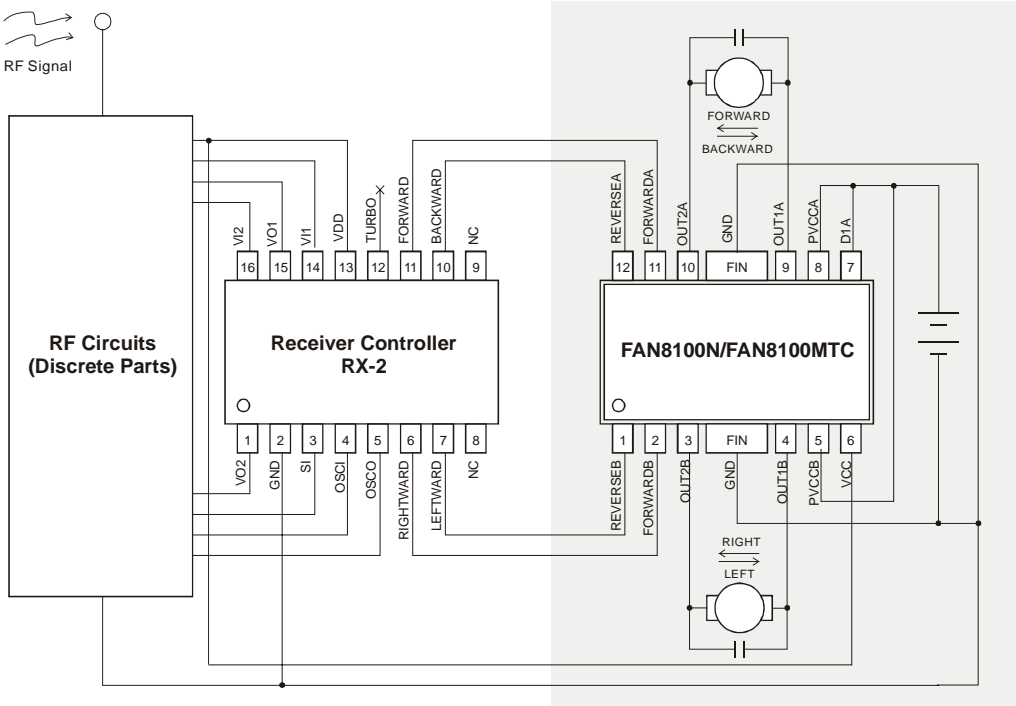 RF Signal
RF Circuits
(Discrete Parts)
VI2
VO1
VI1
VDD
TURBO
FORWARD
BACKWARD
NC
16
15
14
13
12
11
10
9
Receiver Controller
RX-2
1
2
3
4
5
6
7
8
VO2
GND
SI
OSCI
OSCO
RIGHTWARD
LEFTWARD
NC
FORWARD
BACKWARD
REVERSEA
FORWARDA
OUT2A
GND
OUT1A
PVCCA
D1A
12
11
10
FIN
9
8
7
FAN8100N/FAN8100MTC
1
2
3
FIN
4
5
6
REVERSEB
FORWARDB
OUT2B
GND
OUT1B
PVCCB
VCC
RIGHT
LEFT